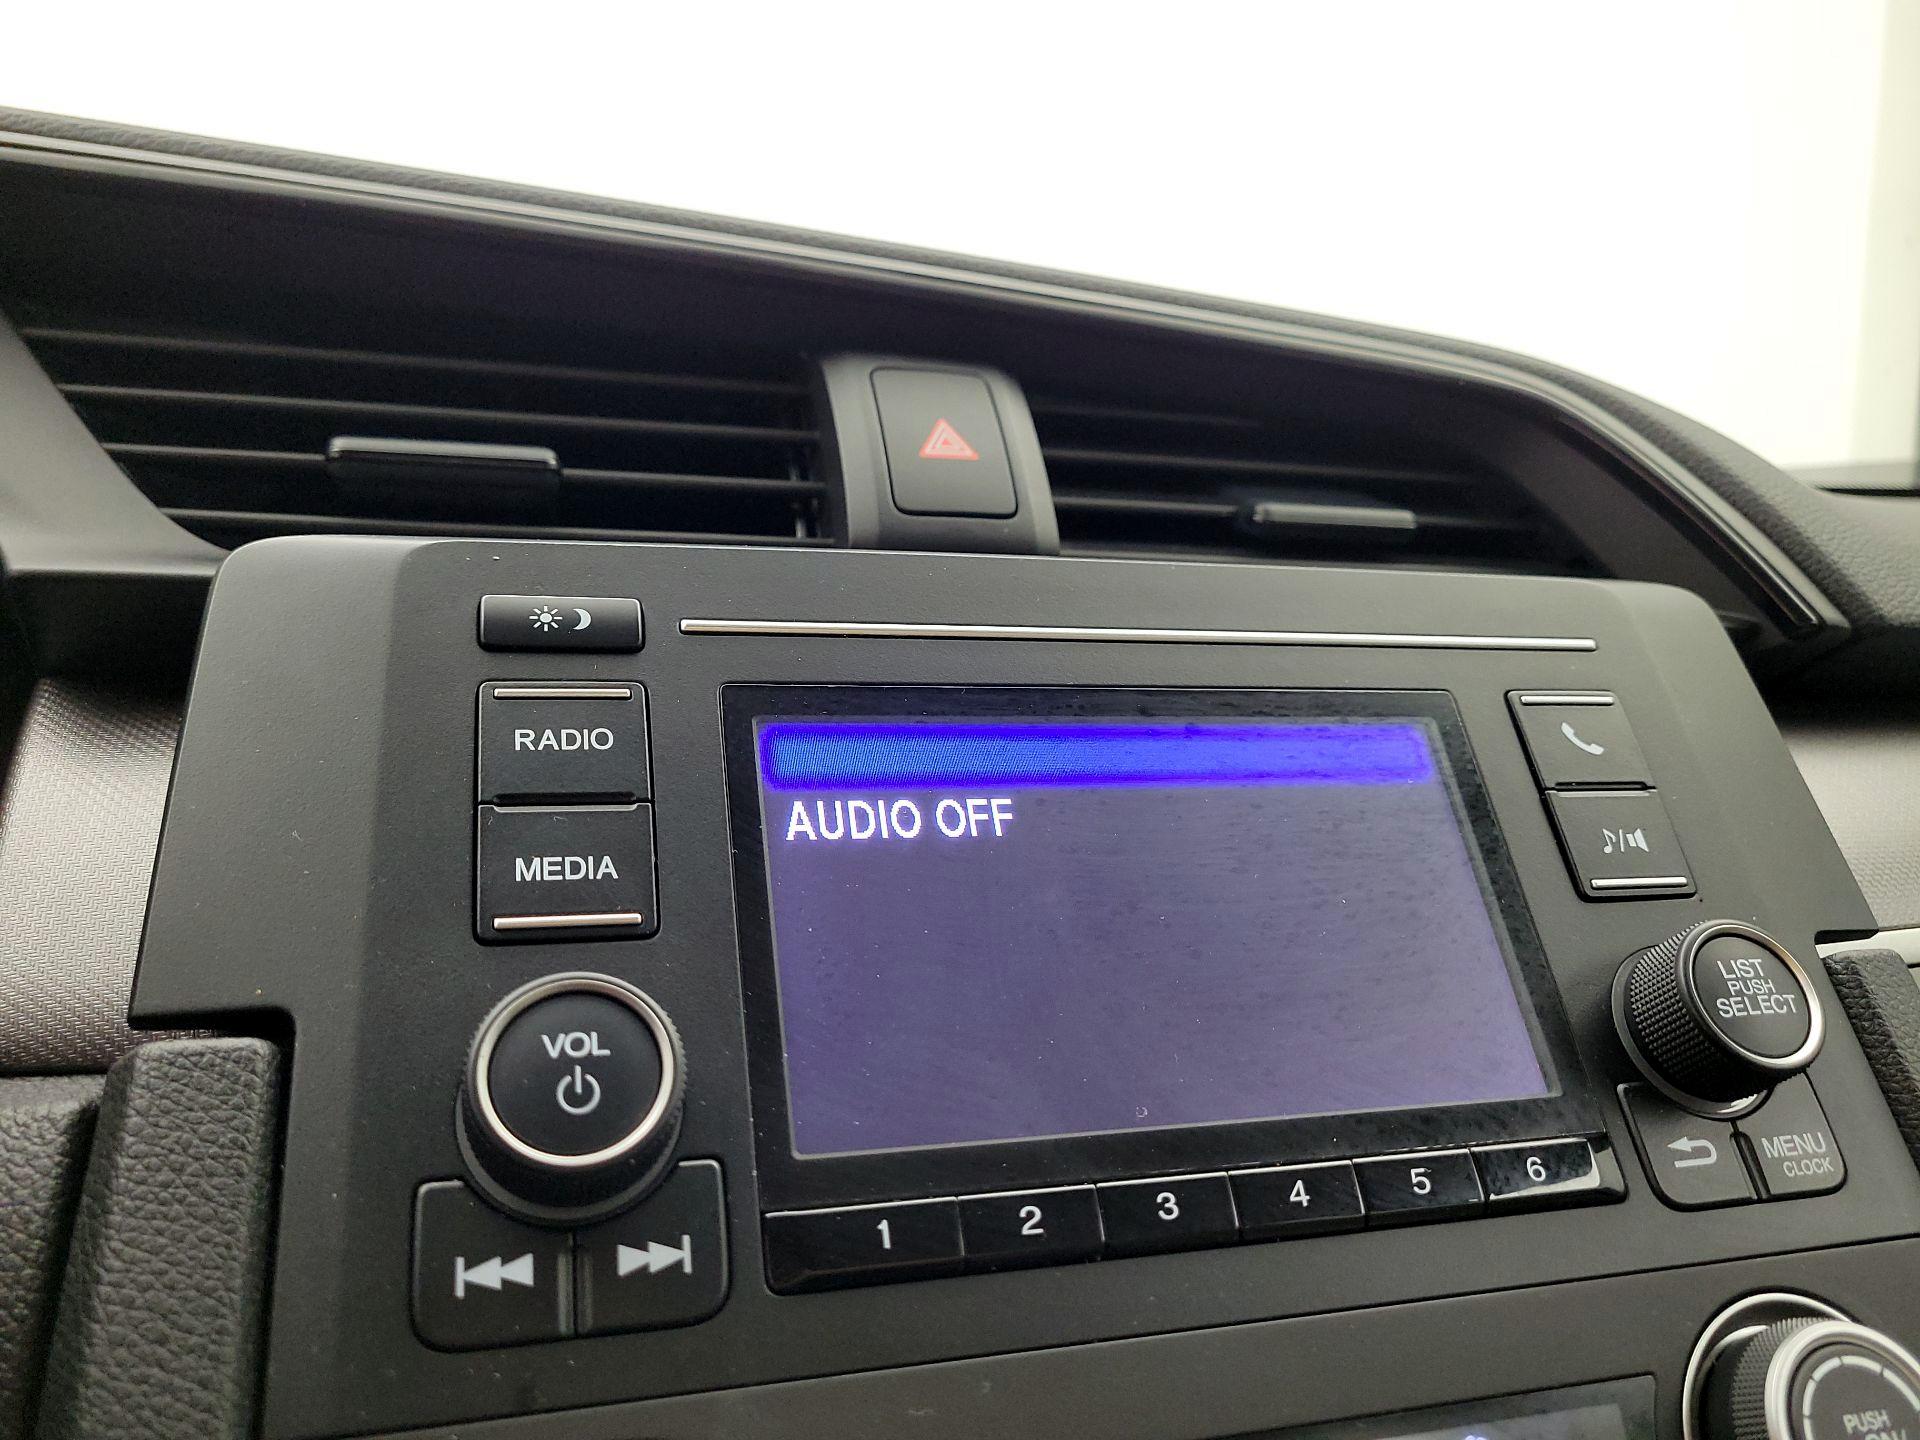 RADIO
MEDIA
AUDIO OFF
VOL
LIST
PUSH
SELECT
MENU
CLOCK
1 2 3 4 5 6
PUSH